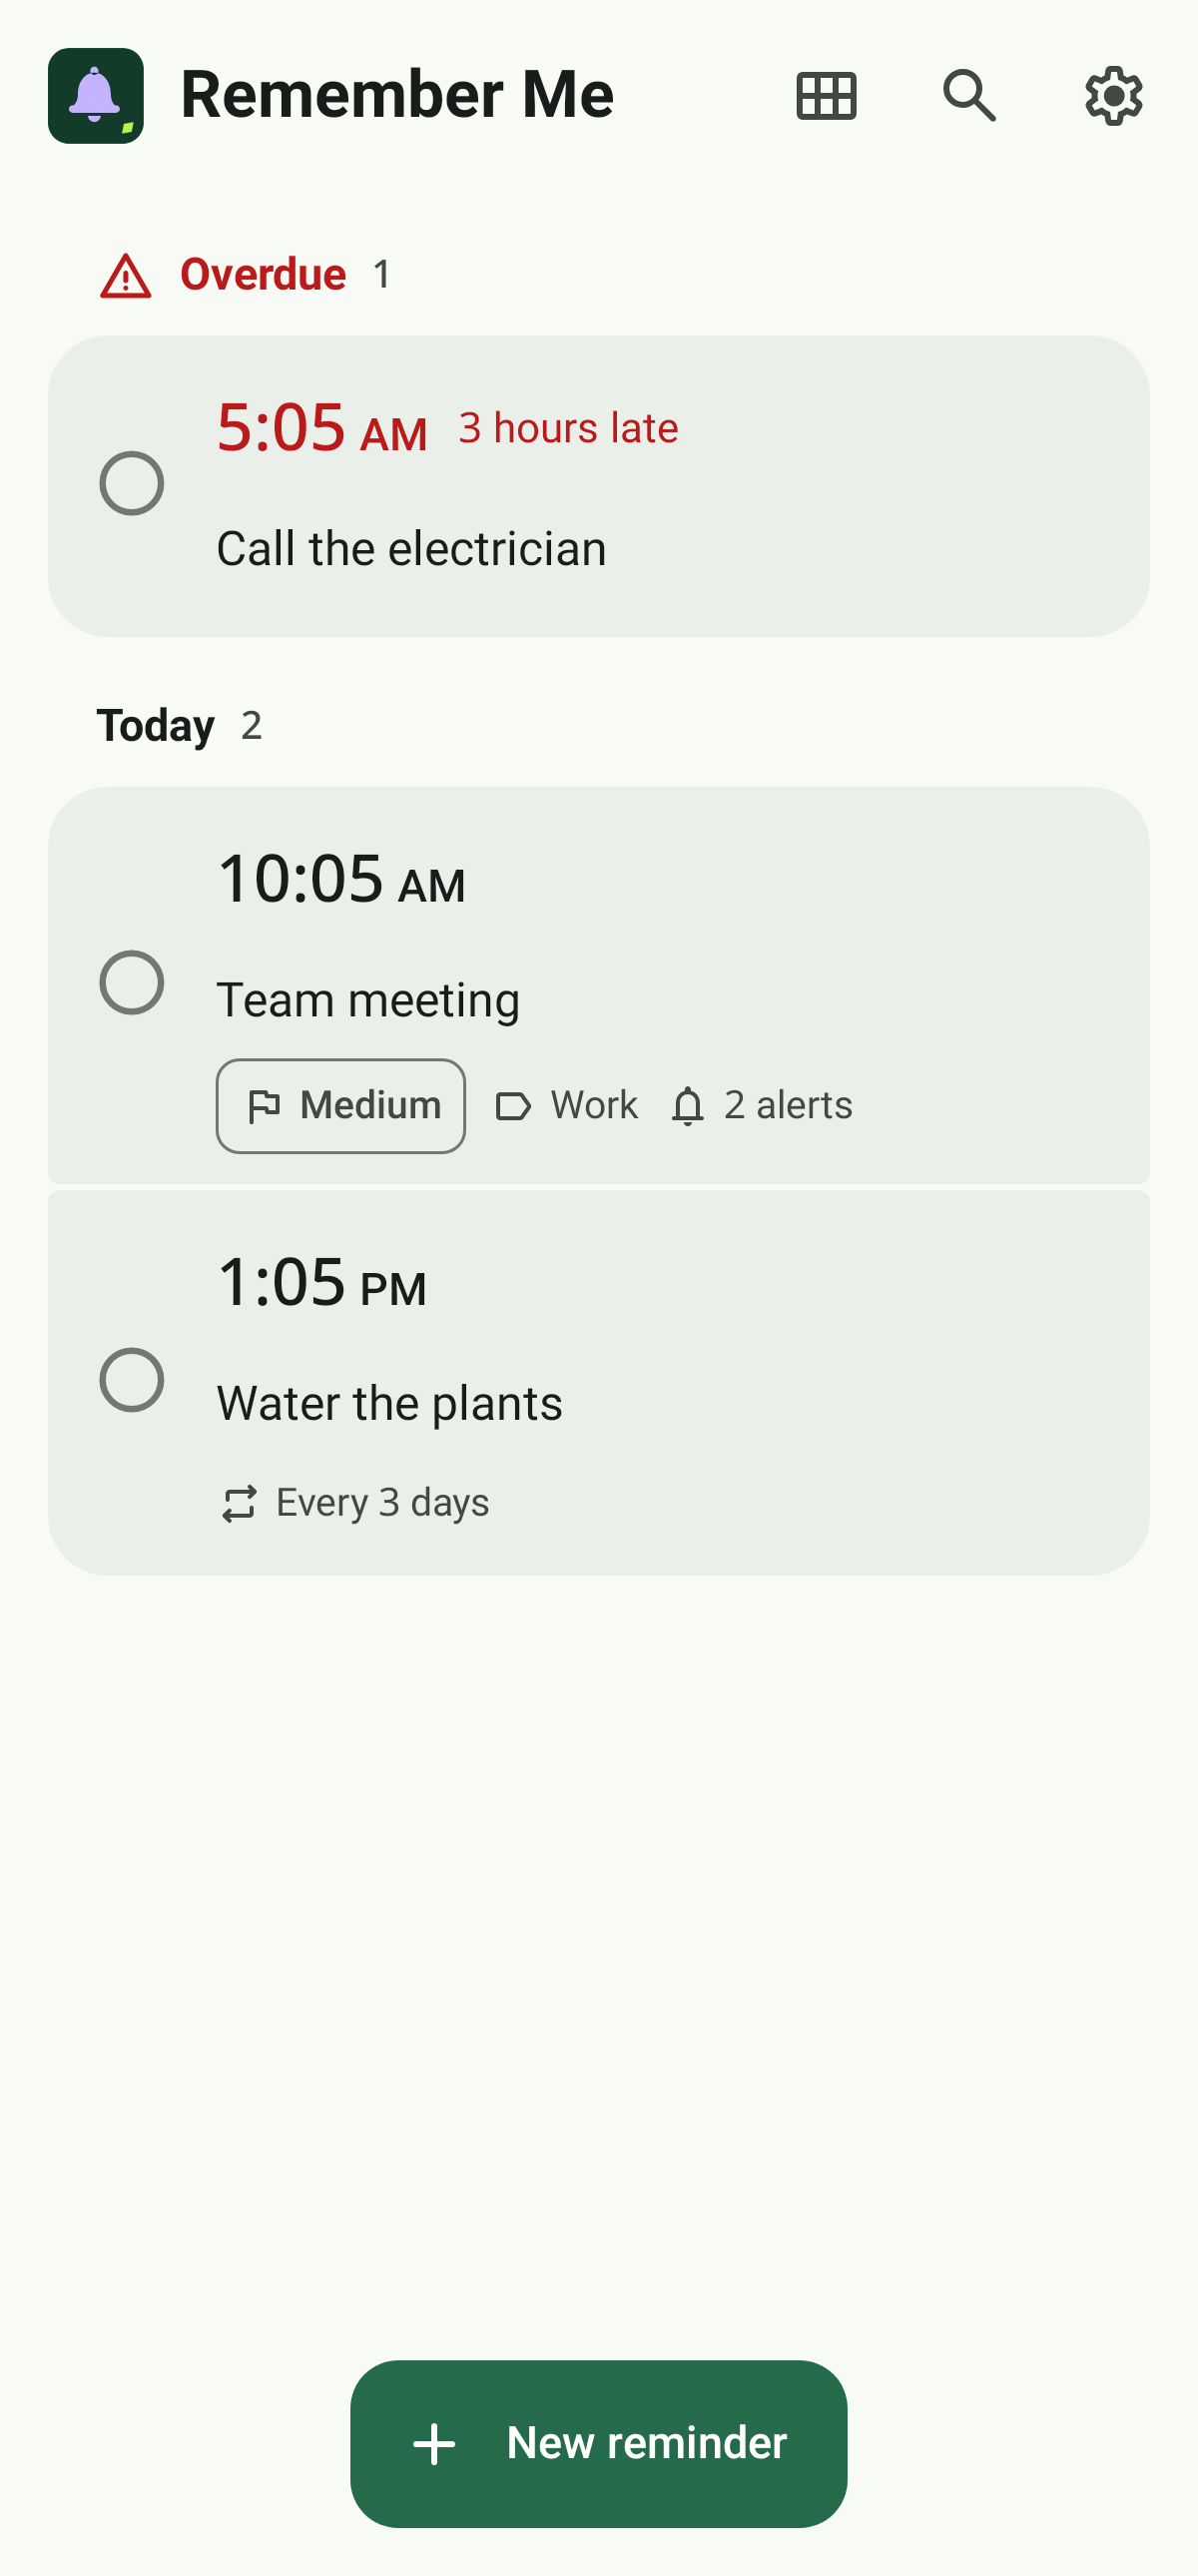 Remember Me
Overdue 1
5:05 AM 3 hours late
Call the electrician
Today 2
10:05 AM
Team meeting
Medium Work 2 alerts
1:05 PM
Water the plants
Every 3 days
New reminder